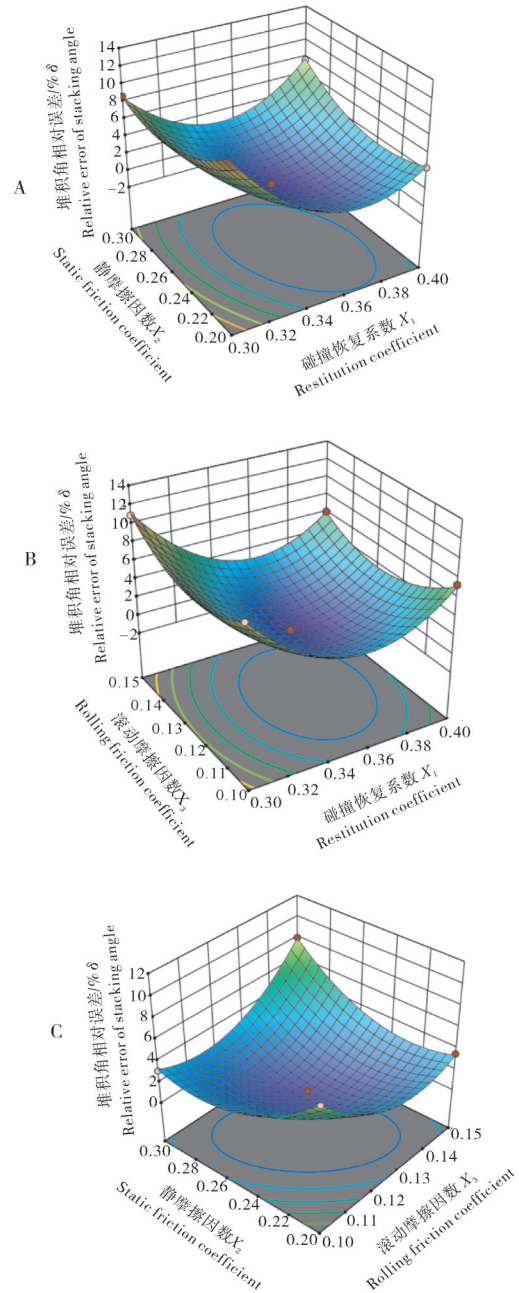 A
堆积角相对误差/% δ
Relative error of stacking angle
14
12
10
8
6
4
2
0
−2
0.30
0.28
0.26
0.24
0.22
0.20
静摩擦因数X₂
Static friction coefficient
0.30
0.32
0.34
0.36
0.38
0.40
碰撞恢复系数 X₁
Restitution coefficient
B
堆积角相对误差/% δ
Relative error of stacking angle
14
12
10
8
6
4
2
0
−2
0.15
0.14
0.13
0.12
0.11
0.10
滚动摩擦因数X₃
Rolling friction coefficient
0.30
0.32
0.34
0.36
0.38
0.40
碰撞恢复系数 X₁
Restitution coefficient
C
堆积角相对误差/% δ
Relative error of stacking angle
12
10
8
6
4
2
0
0.30
0.28
0.26
0.24
0.22
0.20
静摩擦因数X₂
Static friction coefficient
0.10
0.11
0.12
0.13
0.14
0.15
滚动摩擦因数 X₃
Rolling friction coefficient